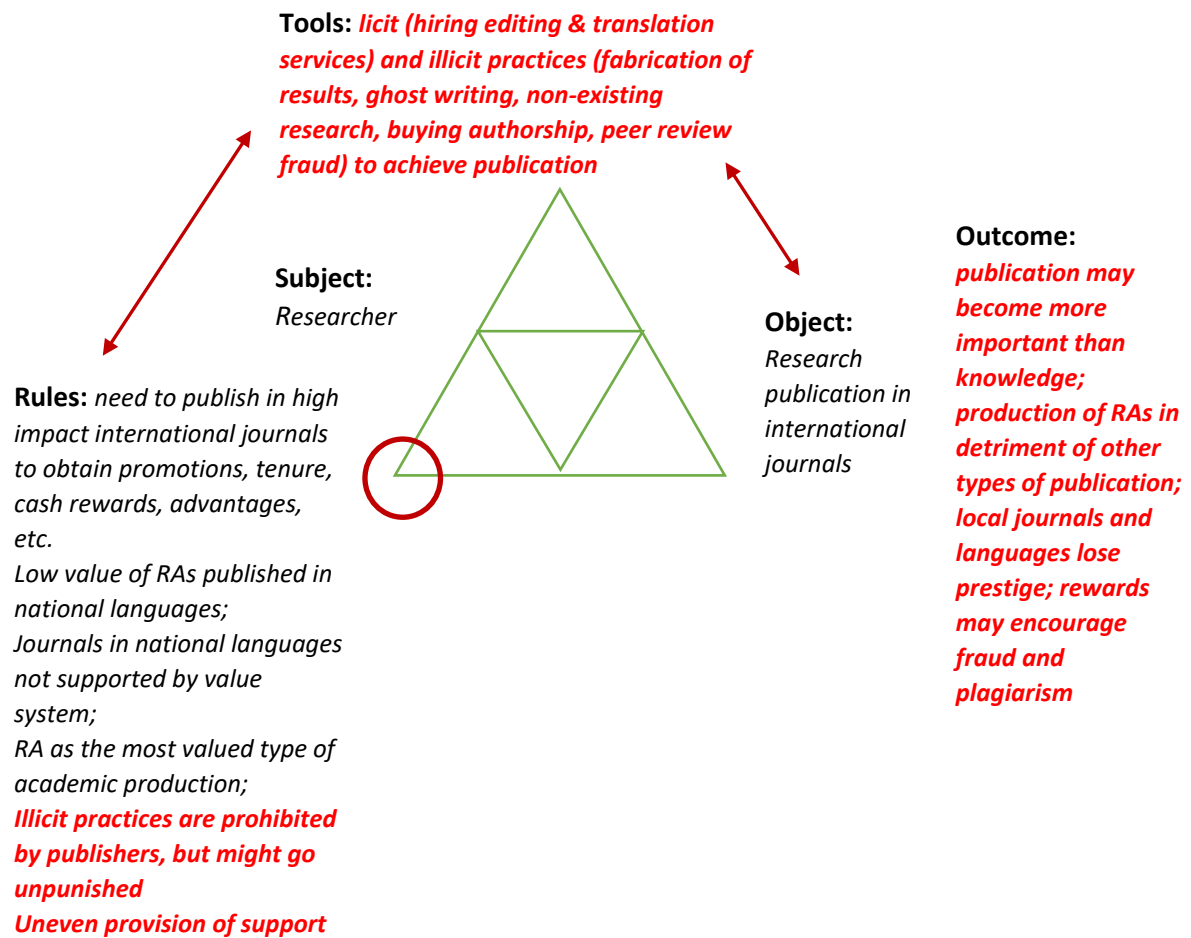 Tools: licit (hiring editing & translation
services) and illicit practices (fabrication of
results, ghost writing, non-existing
research, buying authorship, peer review
fraud) to achieve publication
Subject:
Researcher
Object:
Research
publication in
international
journals
Outcome:
publication may
become more
important than
knowledge;
production of RAs in
detriment of other
types of publication;
local journals and
languages lose
prestige; rewards
may encourage
fraud and
plagiarism
Rules: need to publish in high
impact international journals
to obtain promotions, tenure,
cash rewards, advantages,
etc.
Low value of RAs published in
national languages;
Journals in national languages
not supported by value
system;
RA as the most valued type of
academic production;
Illicit practices are prohibited
by publishers, but might go
unpunished
Uneven provision of support